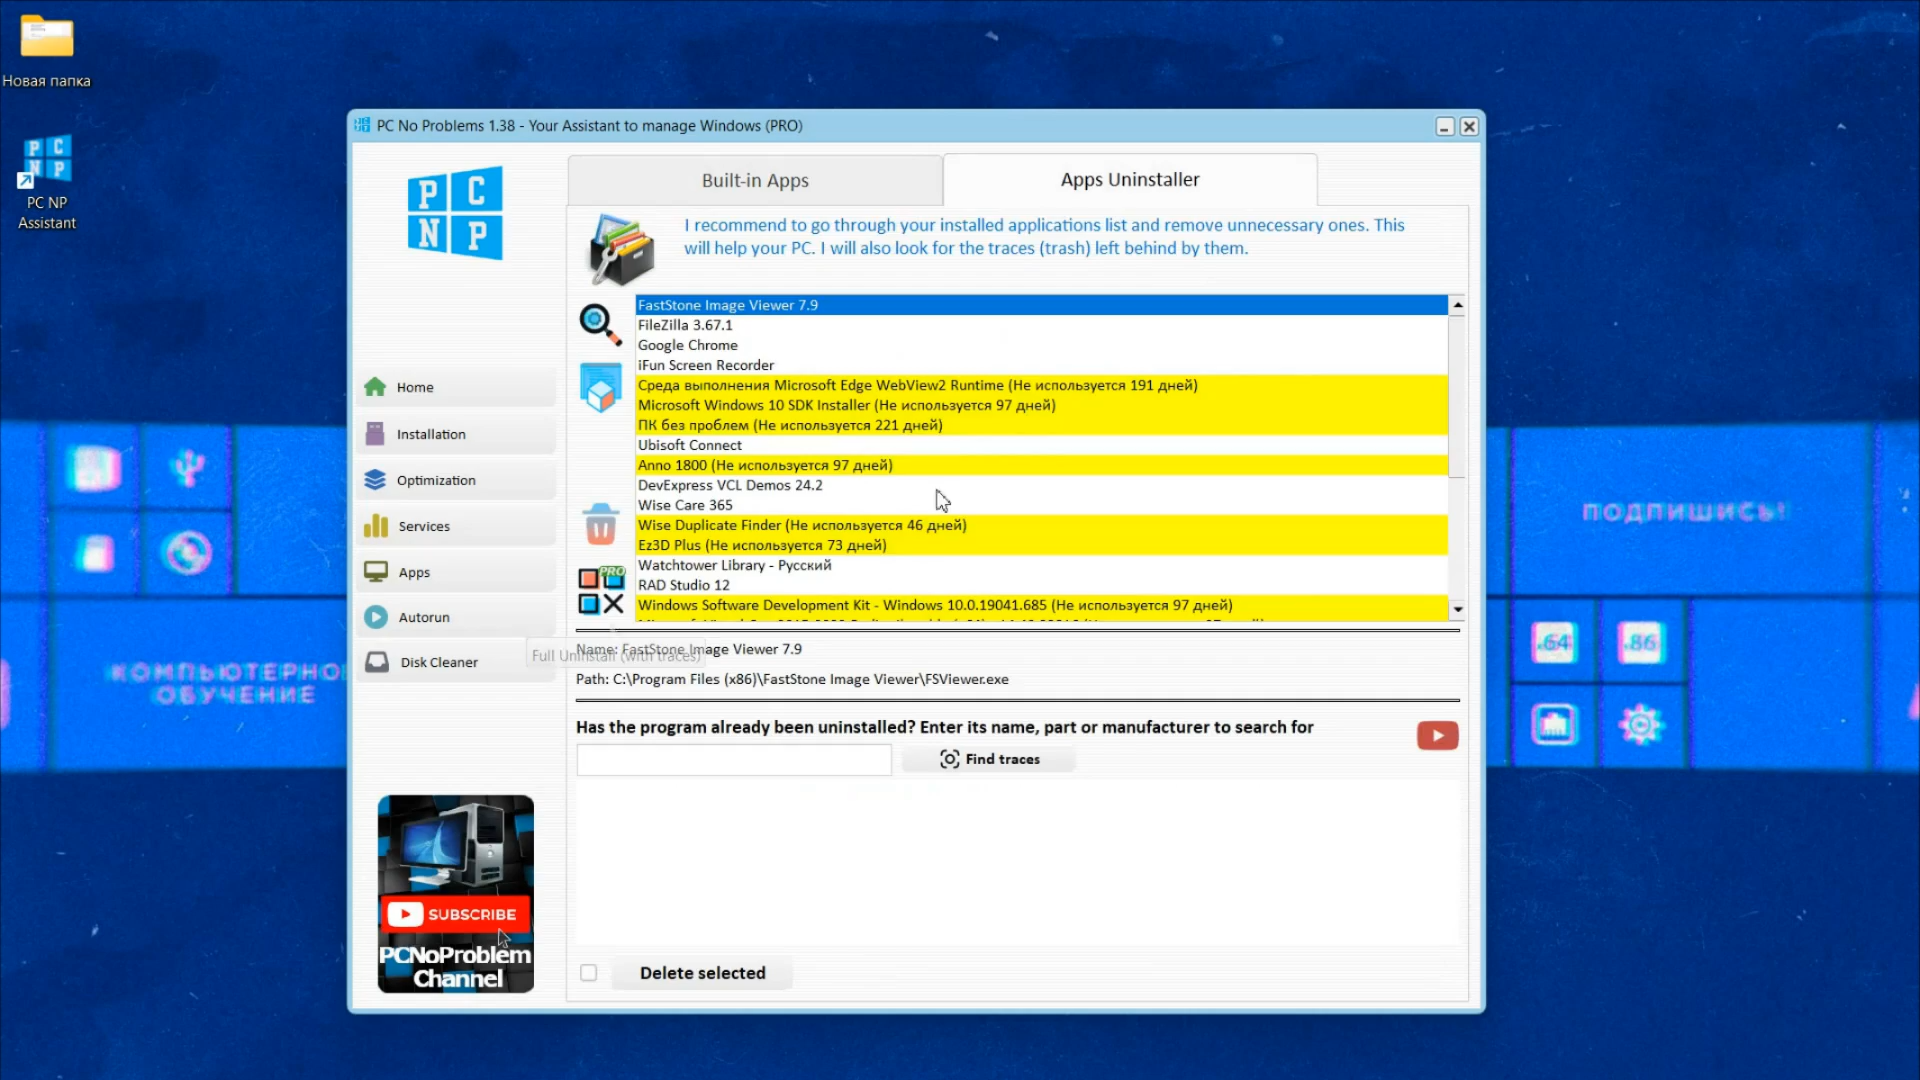 Новая папка
PC NP
Assistant
PC No Problems 1.38 - Your Assistant to manage Windows (PRO)
P C
N P
Built-in Apps
Apps Uninstaller
I recommend to go through your installed applications list and remove unnecessary ones. This
will help your PC. I will also look for the traces (trash) left behind by them.
FastStone Image Viewer 7.9
FileZilla 3.67.1
Google Chrome
iFun Screen Recorder
Среда выполнения Microsoft Edge WebView2 Runtime (Не используется 191 дней)
Microsoft Windows 10 SDK Installer (Не используется 97 дней)
ПК без проблем (Не используется 221 дней)
Ubisoft Connect
Anno 1800 (Не используется 97 дней)
DevExpress VCL Demos 24.2
Wise Care 365
Wise Duplicate Finder (Не используется 46 дней)
Ez3D Plus (Не используется 73 дней)
Watchtower Library - Русский
RAD Studio 12
Windows Software Development Kit - Windows 10.0.19041.685 (Не используется 97 дней)
PRO
Home
Installation
Optimization
Services
Apps
Autorun
Disk Cleaner
Full Uninstall (with traces)
Name: FastStone Image Viewer 7.9
Path: C:\Program Files (x86)\FastStone Image Viewer\FSViewer.exe
Has the program already been uninstalled? Enter its name, part or manufacturer to search for
Find traces
Delete selected
SUBSCRIBE
PCNoProblem
Channel
КОМПЬЮТЕРНО
ОБУЧЕНИЕ
ПОДПИШИСЬ!
64
86